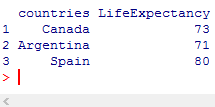 countries LifeExpectancy
1 Canada 73
2 Argentina 71
3 Spain 80
>